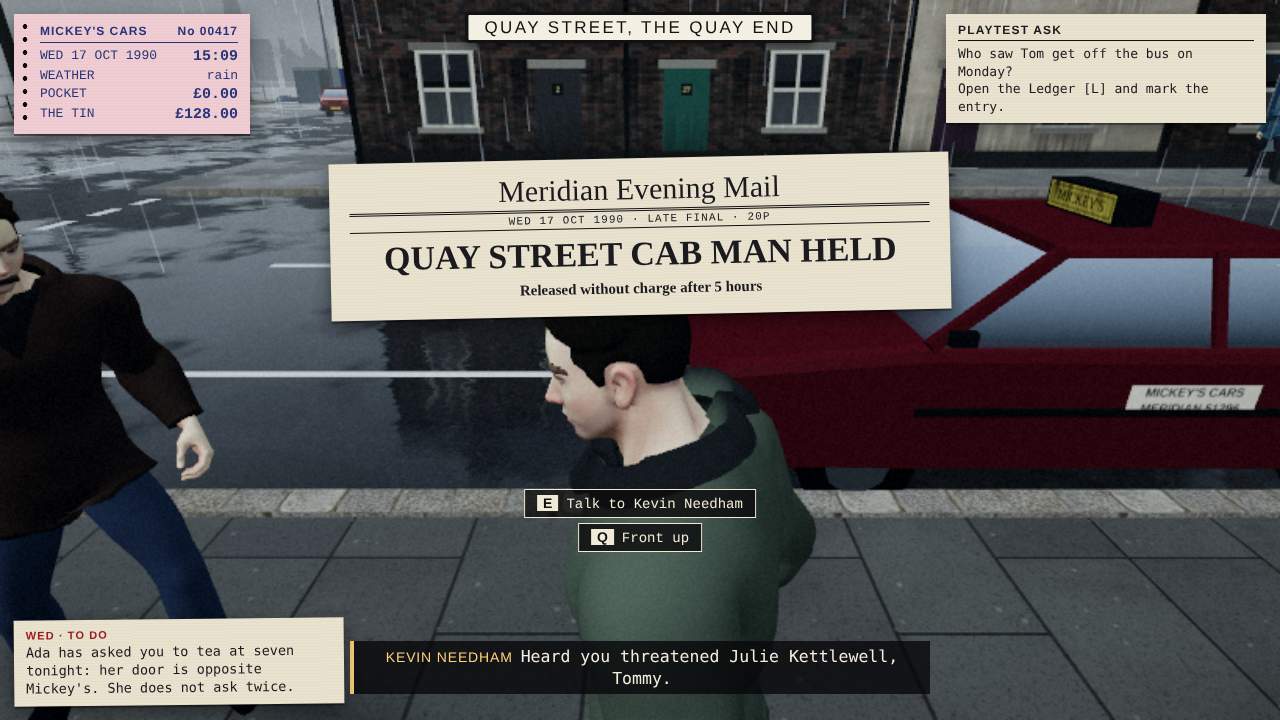 MICKEY'S CARS No 00417
WED 17 OCT 1990 15:09
WEATHER rain
POCKET £0.00
THE TIN £128.00
QUAY STREET, THE QUAY END
PLAYTEST ASK
Who saw Tom get off the bus on
Monday?
Open the Ledger [L] and mark the
entry.
2
27
Meridian Evening Mail
WED 17 OCT 1990 · LATE FINAL · 20P
QUAY STREET CAB MAN HELD
Released without charge after 5 hours
MICKEY'S
MICKEY'S CARS
MERIDIAN 51296
E Talk to Kevin Needham
Q Front up
WED · TO DO
Ada has asked you to tea at seven
tonight: her door is opposite
Mickey's. She does not ask twice.
KEVIN NEEDHAM Heard you threatened Julie Kettlewell,
Tommy.